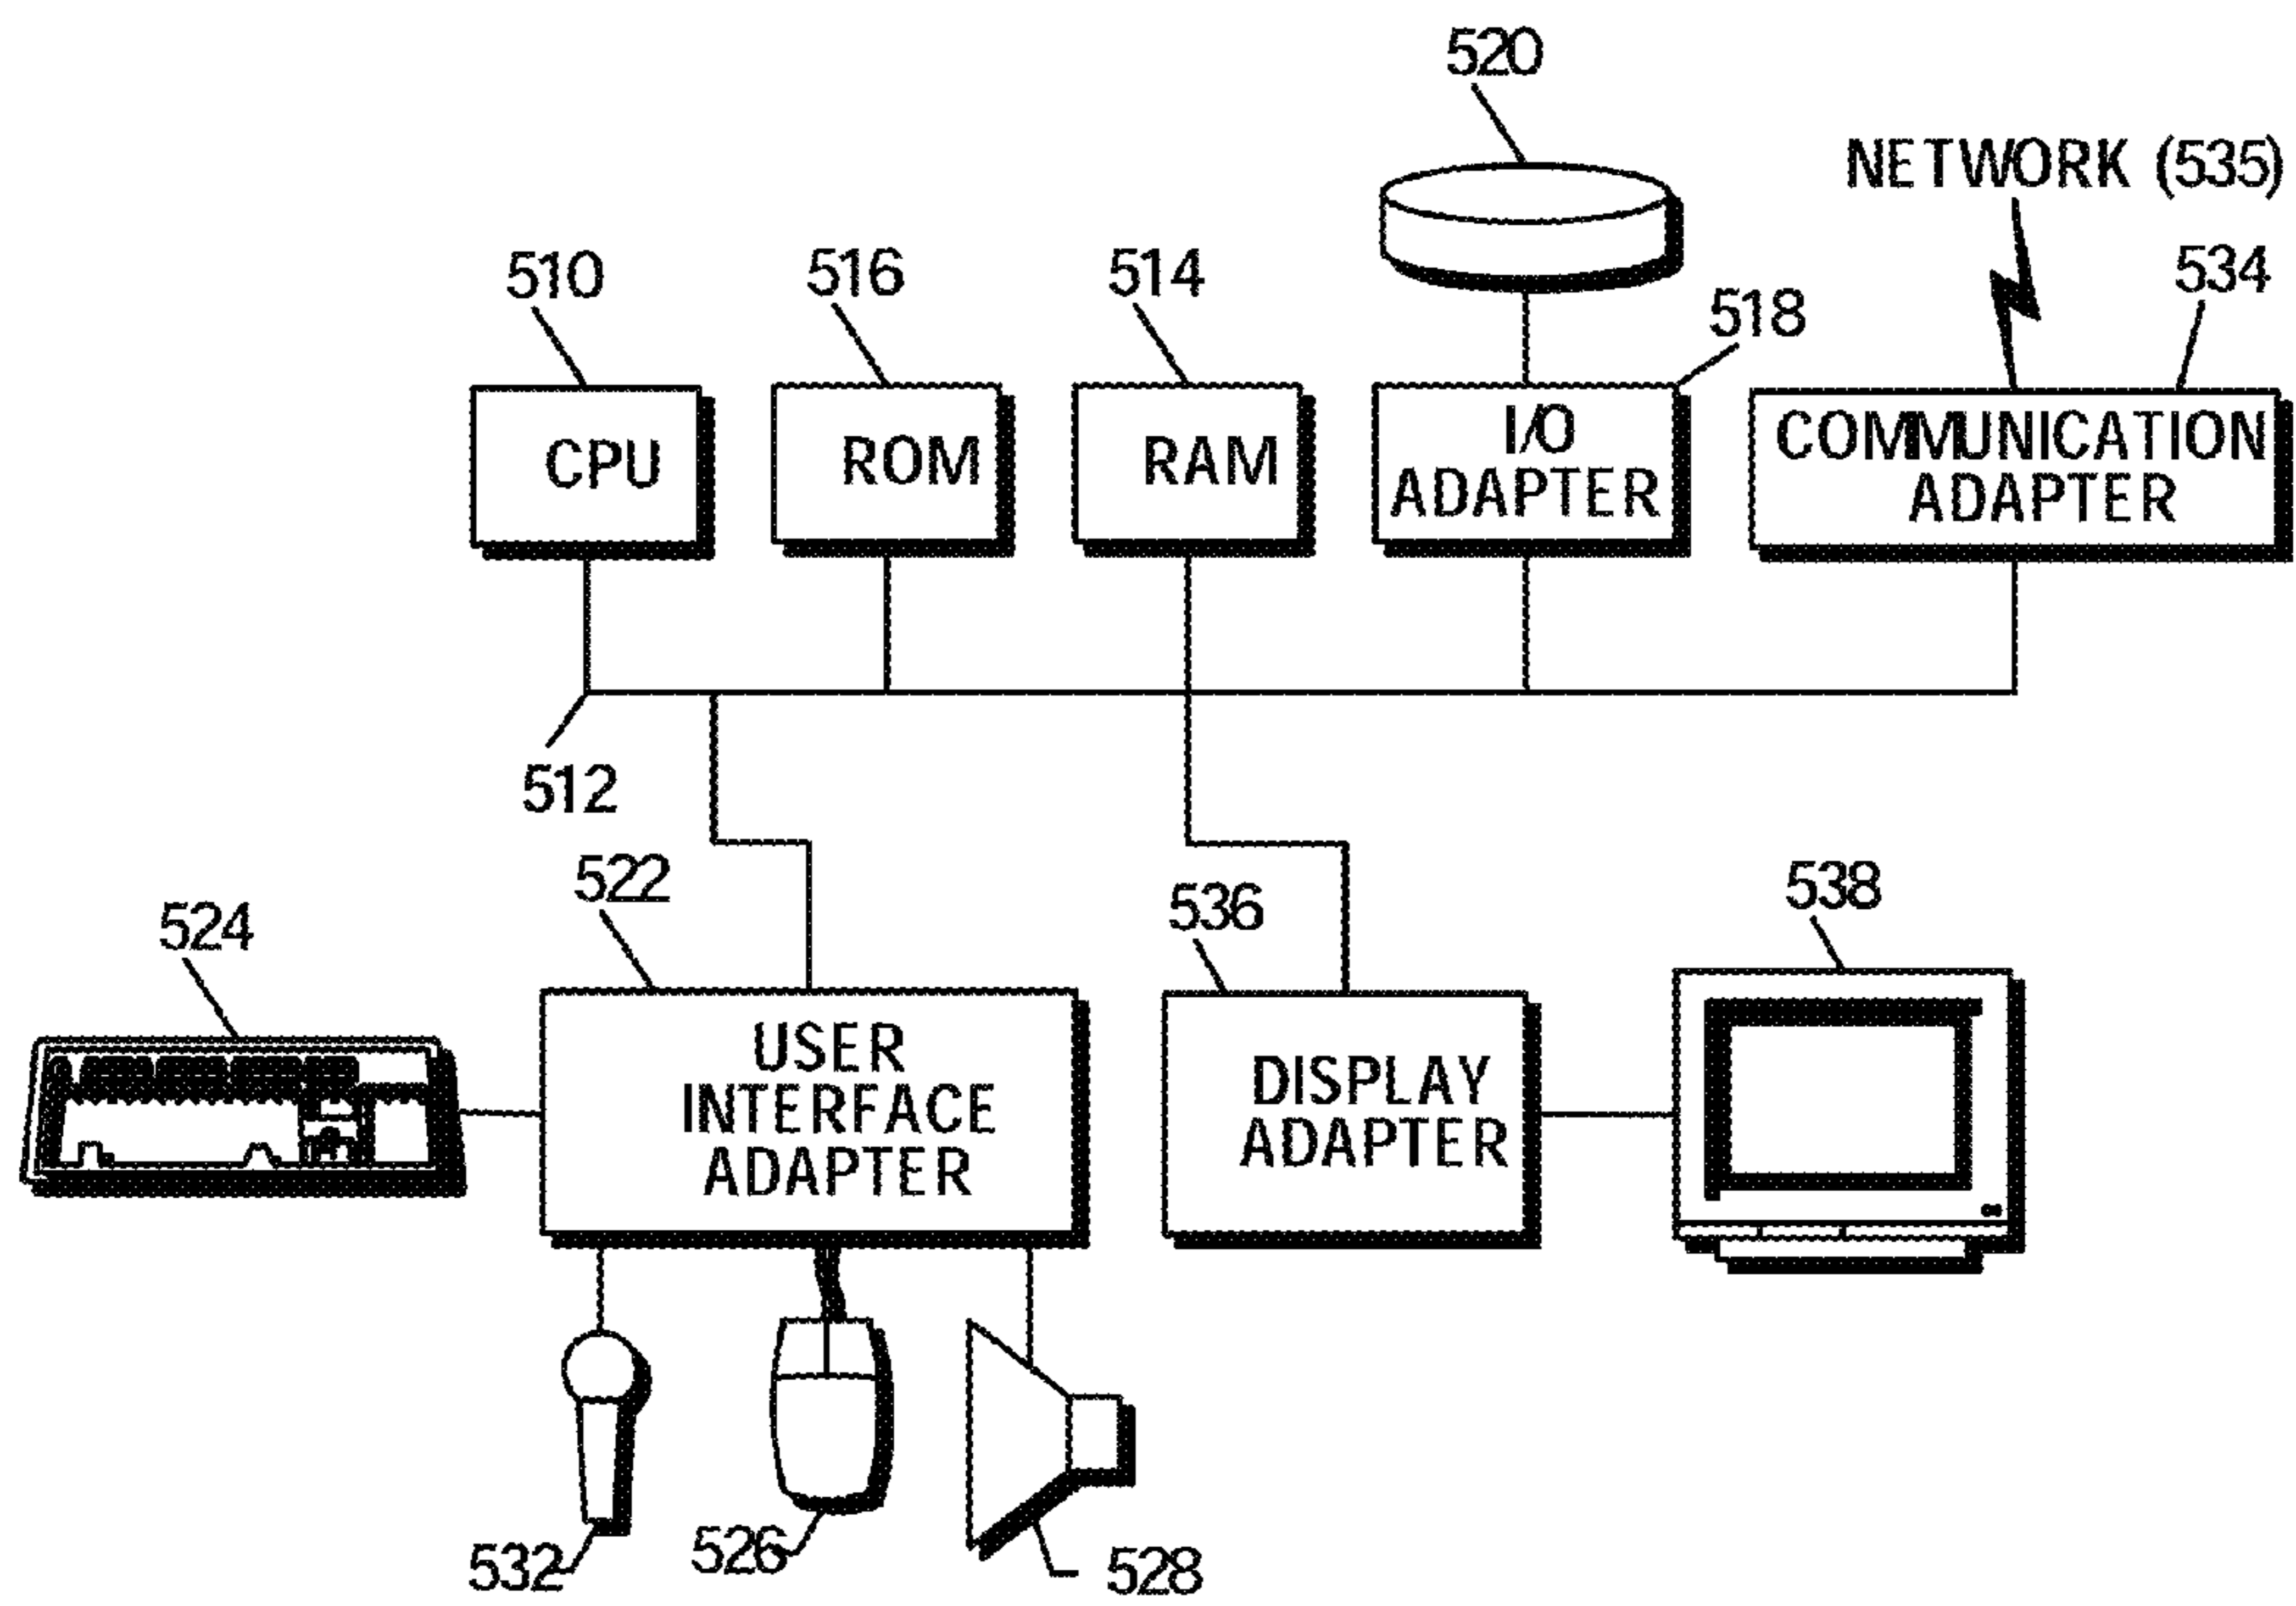 520
NETWORK (535)
510
516
514
518
534
CPU
ROM
RAM
I/O
ADAPTER
COMMUNICATION
ADAPTER
512
522
524
536
538
USER
INTERFACE
ADAPTER
DISPLAY
ADAPTER
532
526
528